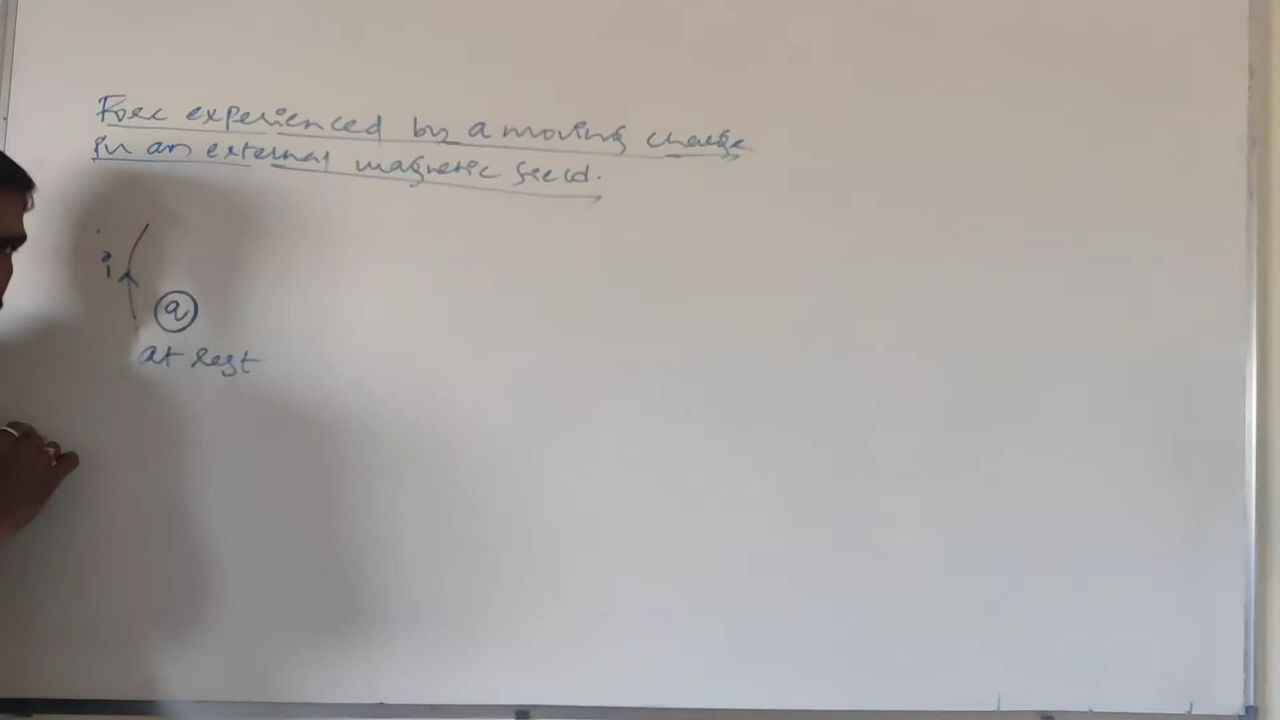 Force experienced by a moving charge
in an external magnetic field.
i
q
at rest